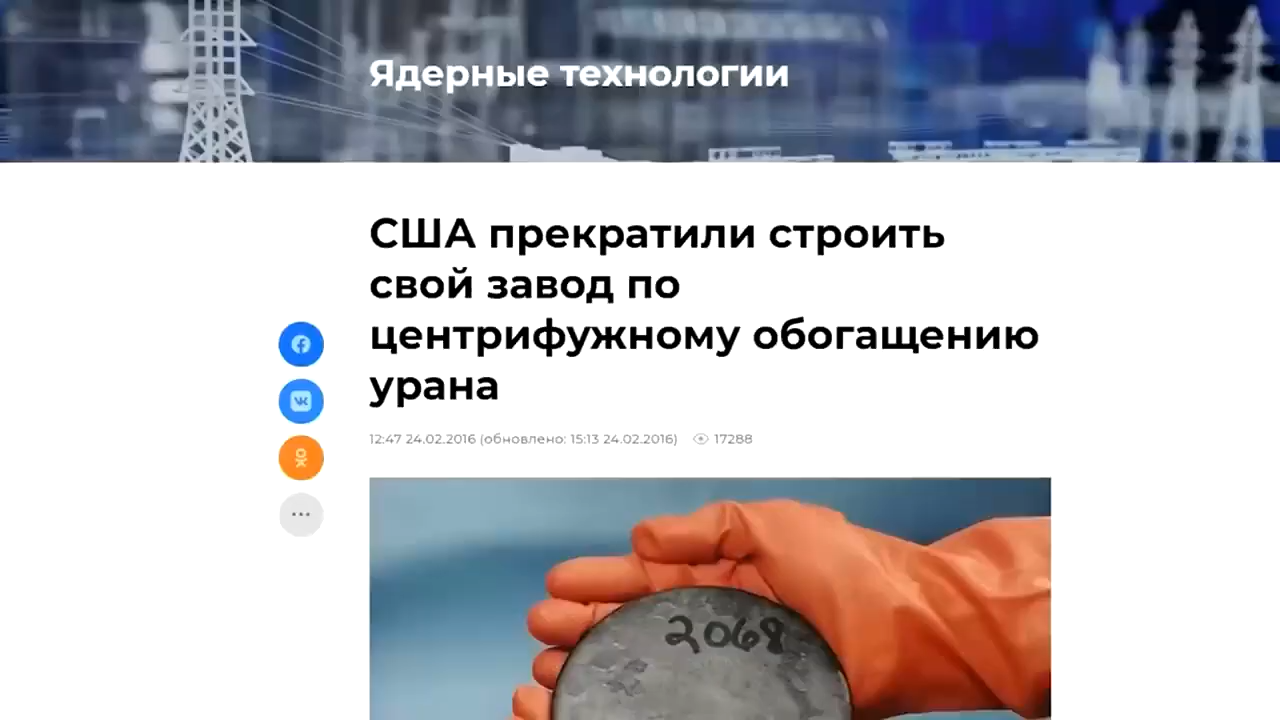 Ядерные технологии
США прекратили строить
свой завод по
центрифужному обогащению
урана
12:47 24.02.2016 (обновлено: 15:13 24.02.2016) 17288
2068